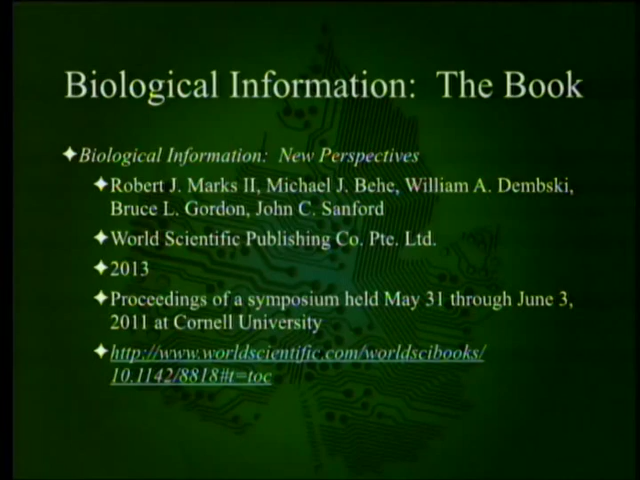 Biological Information: The Book
Biological Information: New Perspectives
Robert J. Marks II, Michael J. Behe, William A. Dembski,
Bruce L. Gordon, John C. Sanford
World Scientific Publishing Co. Pte. Ltd.
2013
Proceedings of a symposium held May 31 through June 3,
2011 at Cornell University
http://www.worldscientific.com/worldscibooks/
10.1142/8818#t=toc